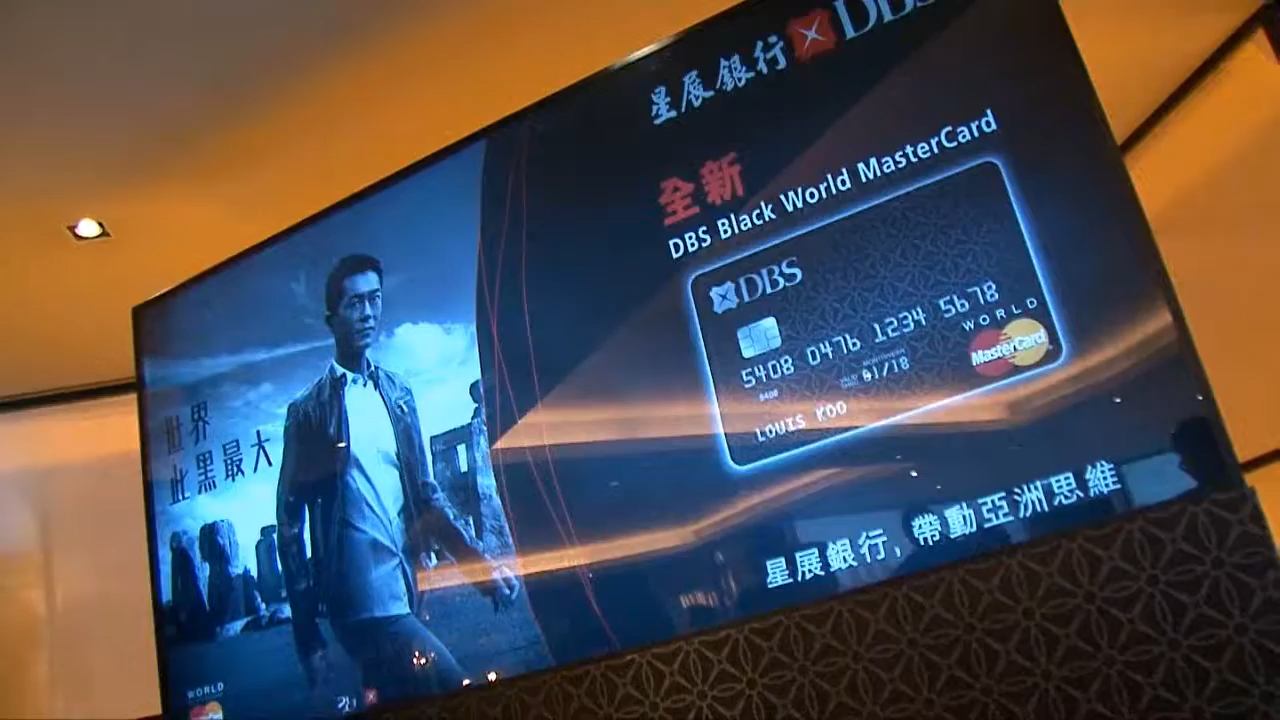 星展銀行 DBS
全新
DBS Black World MasterCard
DBS
5408 0476 1234 5678
5408
01/18
WORLD
MasterCard
LOUIS KOO
世界
此黑最大
星展銀行, 帶動亞洲思維
WORLD